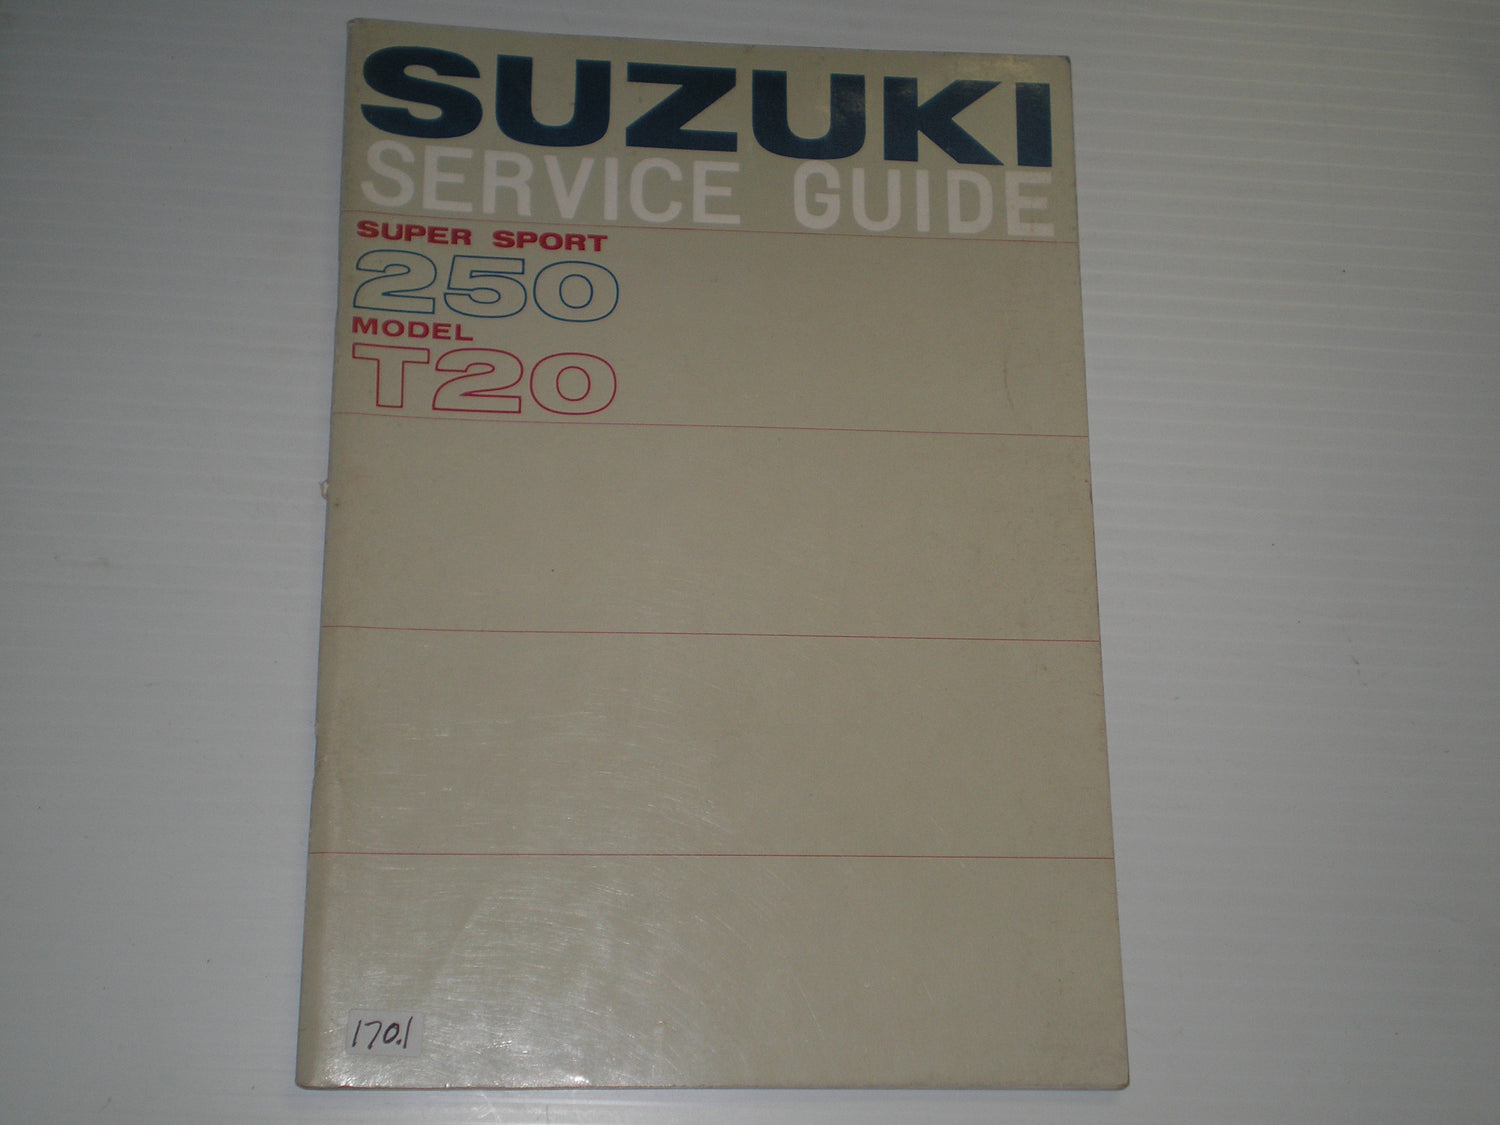 SUZUKI
SERVICE GUIDE
SUPER SPORT
250
MODEL
T20
170.1